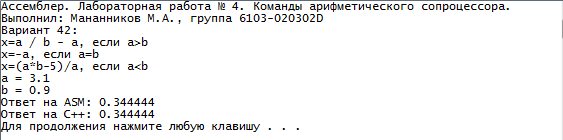 Ассемблер. Лабораторная работа № 4. Команды арифметического сопроцессора.
Выполнил: Мананников М.А., группа 6103-020302D
Вариант 42:
x=a / b - a, если a>b
x=-a, если a=b
x=(a*b-5)/a, если a<b
a = 3.1
b = 0.9
Ответ на ASM: 0.344444
Ответ на C++: 0.344444
Для продолжения нажмите любую клавишу . . .